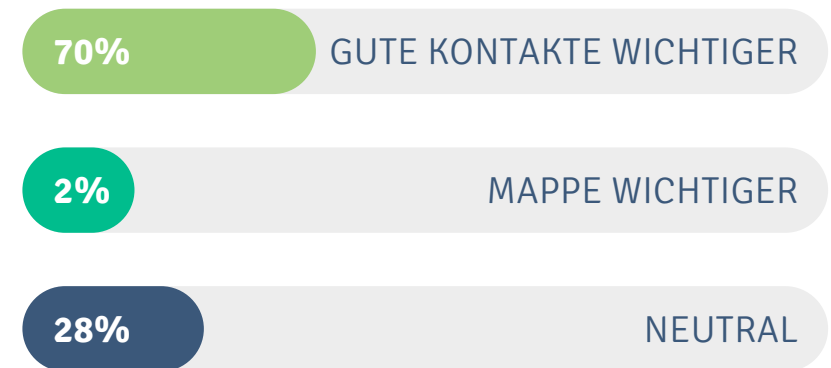 70% GUTE KONTAKTE WICHTIGER
2% MAPPE WICHTIGER
28% NEUTRAL